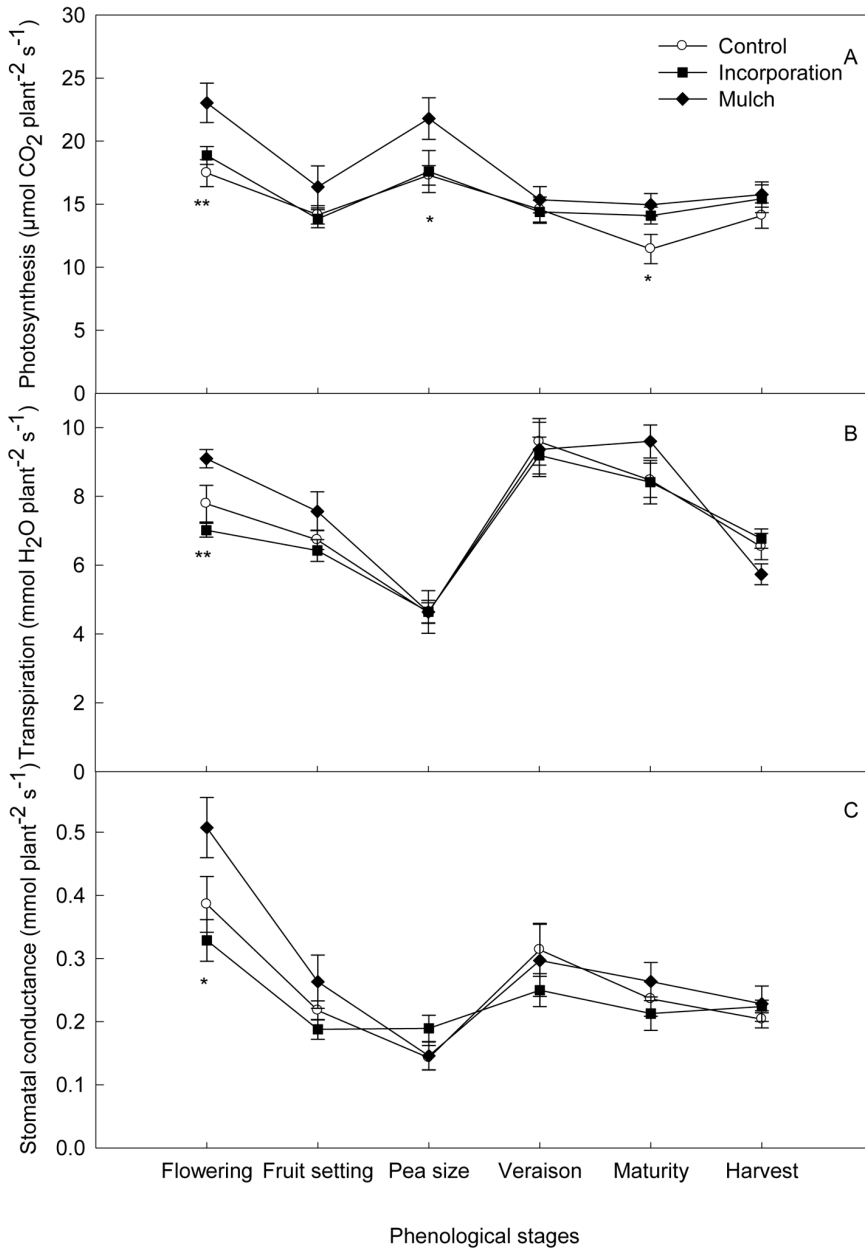 30
25
20
15
10
5
0
Photosynthesis (µmol CO2 plant-2 s-1)
Control
Incorporation
Mulch
A
**
*
*
10
8
6
4
2
0
Transpiration (mmol H2O plant-2 s-1)
B
**
0.5
0.4
0.3
0.2
0.1
0.0
Stomatal conductance (mmol plant-2 s-1)
C
*
Flowering Fruit setting Pea size Veraison Maturity Harvest
Phenological stages